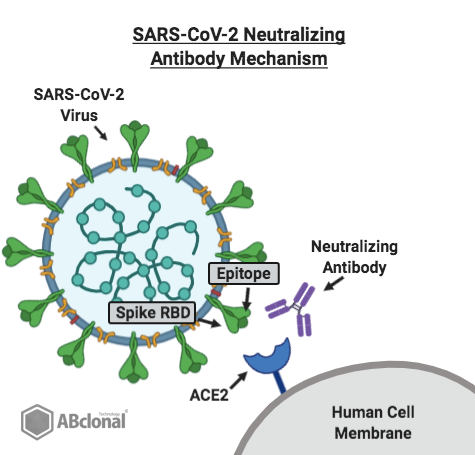 SARS-CoV-2 Neutralizing
Antibody Mechanism
SARS-CoV-2
Virus
Neutralizing
Antibody
Epitope
Spike RBD
ACE2
Human Cell
Membrane
Technology
ABclonal®